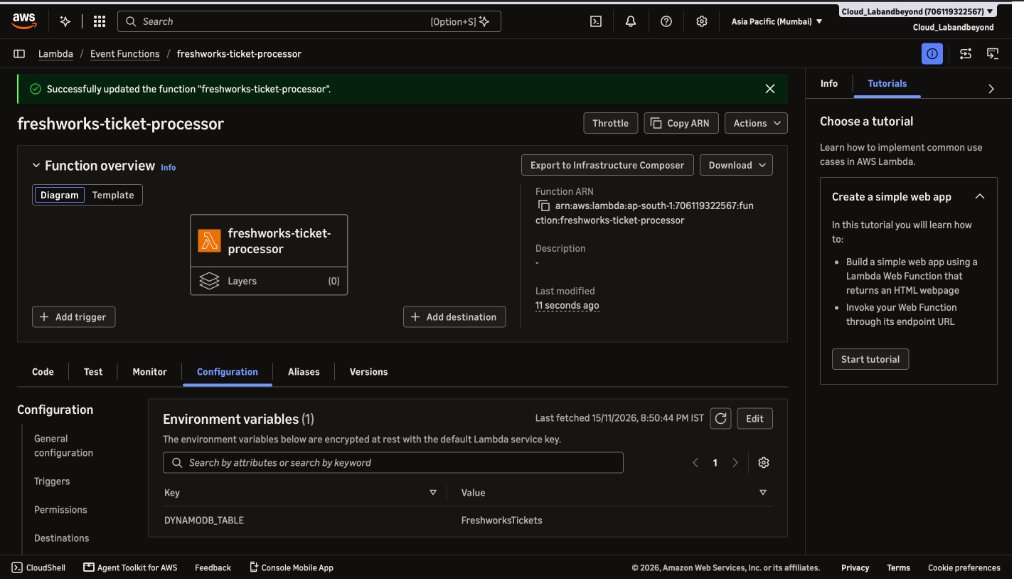 aws
Search
[Option+S]
Asia Pacific (Mumbai) ▼
Cloud_Labandbeyond (706119322567) ▼
Cloud_Labandbeyond
Lambda / Event Functions / freshworks-ticket-processor
Successfully updated the function "freshworks-ticket-processor".
freshworks-ticket-processor
Throttle
Copy ARN
Actions
Function overview Info
Export to Infrastructure Composer
Download
Diagram
Template
freshworks-ticket-
processor
Layers (0)
+ Add trigger
+ Add destination
Function ARN
arn:aws:lambda:ap-south-1:706119322567:fun
ction:freshworks-ticket-processor
Description
-
Last modified
11 seconds ago
Code
Test
Monitor
Configuration
Aliases
Versions
Configuration
General
configuration
Triggers
Permissions
Destinations
Environment variables (1)
Last fetched 15/11/2026, 8:50:44 PM IST
Edit
The environment variables below are encrypted at rest with the default Lambda service key.
Search by attributes or search by keyword
1
Key
Value
DYNAMODB_TABLE
FreshworksTickets
Info
Tutorials
Choose a tutorial
Learn how to implement common use
cases in AWS Lambda.
Create a simple web app
In this tutorial you will learn how
to:
• Build a simple web app using a
Lambda Web Function that
returns an HTML webpage
• Invoke your Web Function
through its endpoint URL
Start tutorial
CloudShell
Agent Toolkit for AWS
Feedback
Console Mobile App
© 2026, Amazon Web Services, Inc. or its affiliates.
Privacy
Terms
Cookie preferences